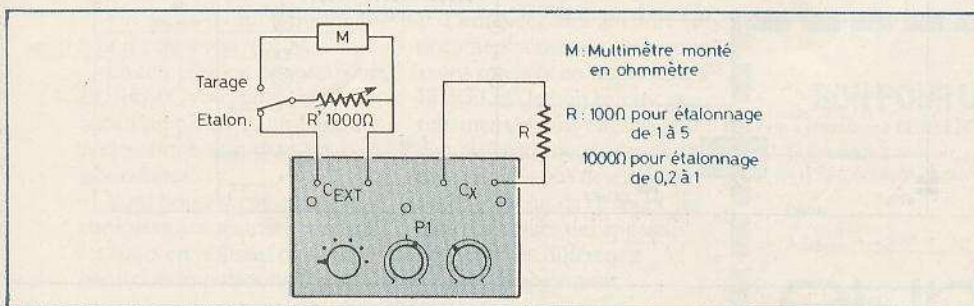 M
Tarage
Etalon.
R' 1000Ω
R
M : Multimètre monté
en ohmmètre
R : 100Ω pour étalonnage
de 1 à 5
1000Ω pour étalonnage
de 0,2 à 1
CEXT
CX
P1